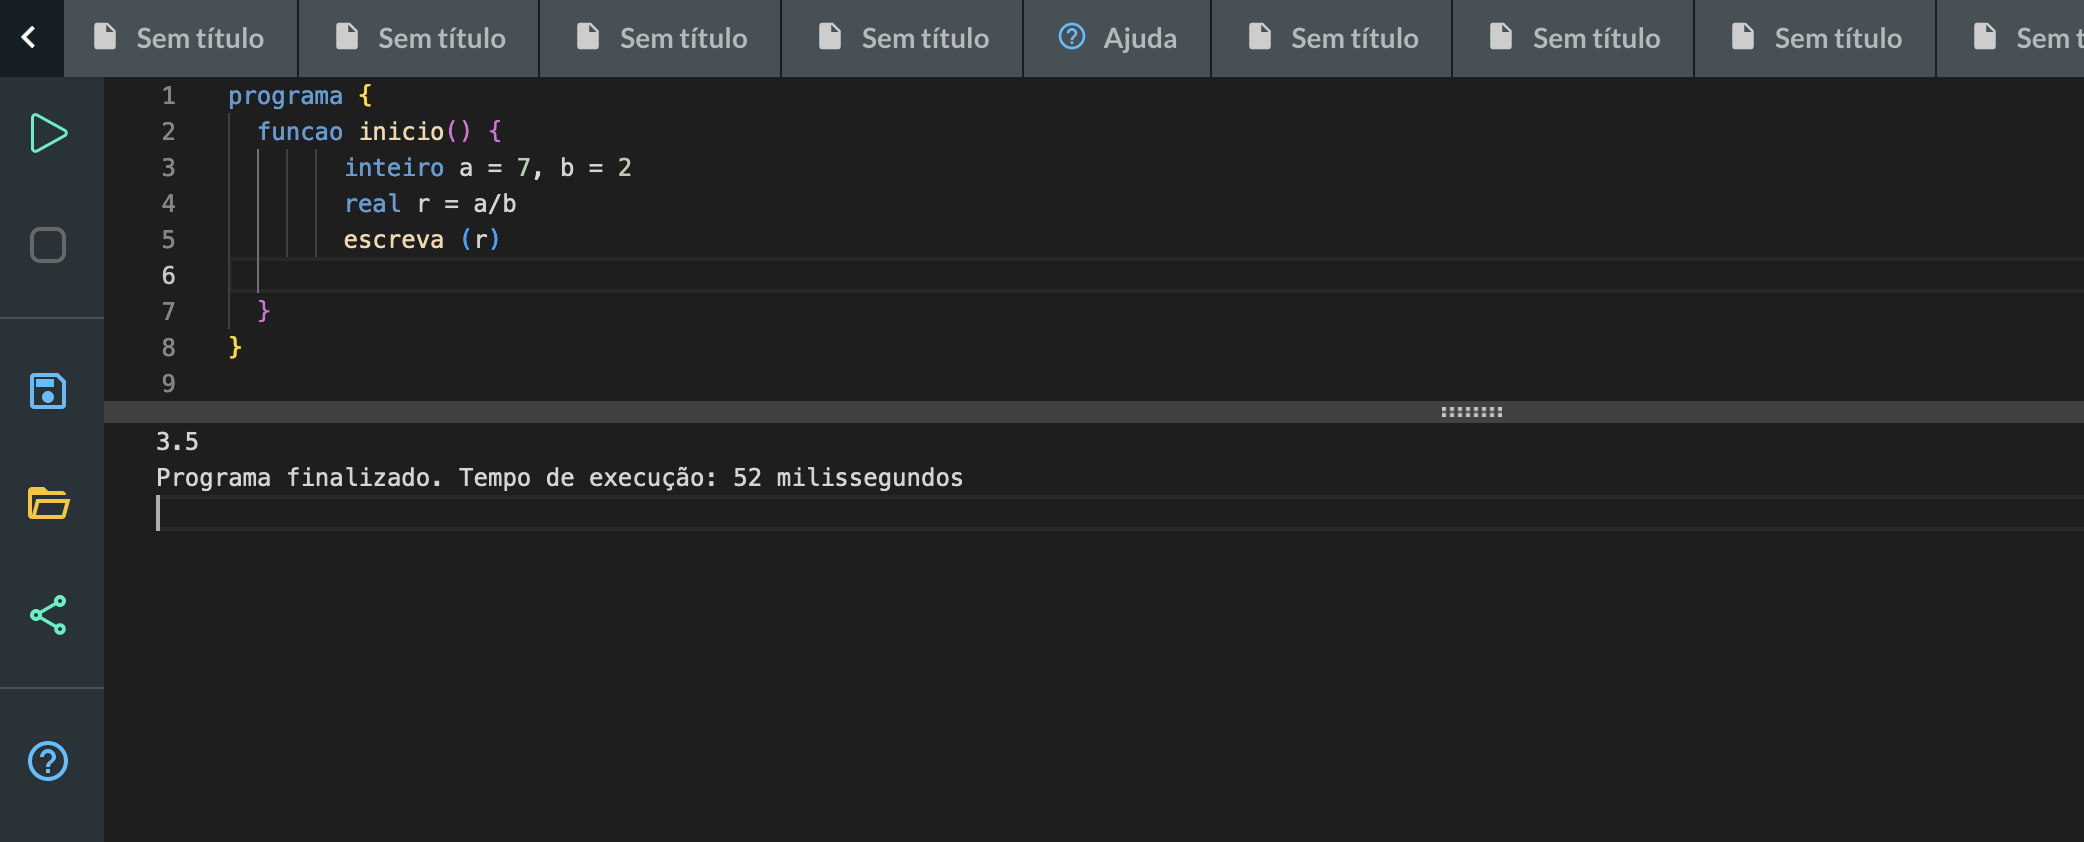 Sem título Sem título Sem título Sem título Ajuda Sem título Sem título Sem título Sem t
1 programa {
2 funcao inicio() {
3 inteiro a = 7, b = 2
4 real r = a/b
5 escreva (r)
6
7 }
8 }
9
3.5
Programa finalizado. Tempo de execução: 52 milissegundos